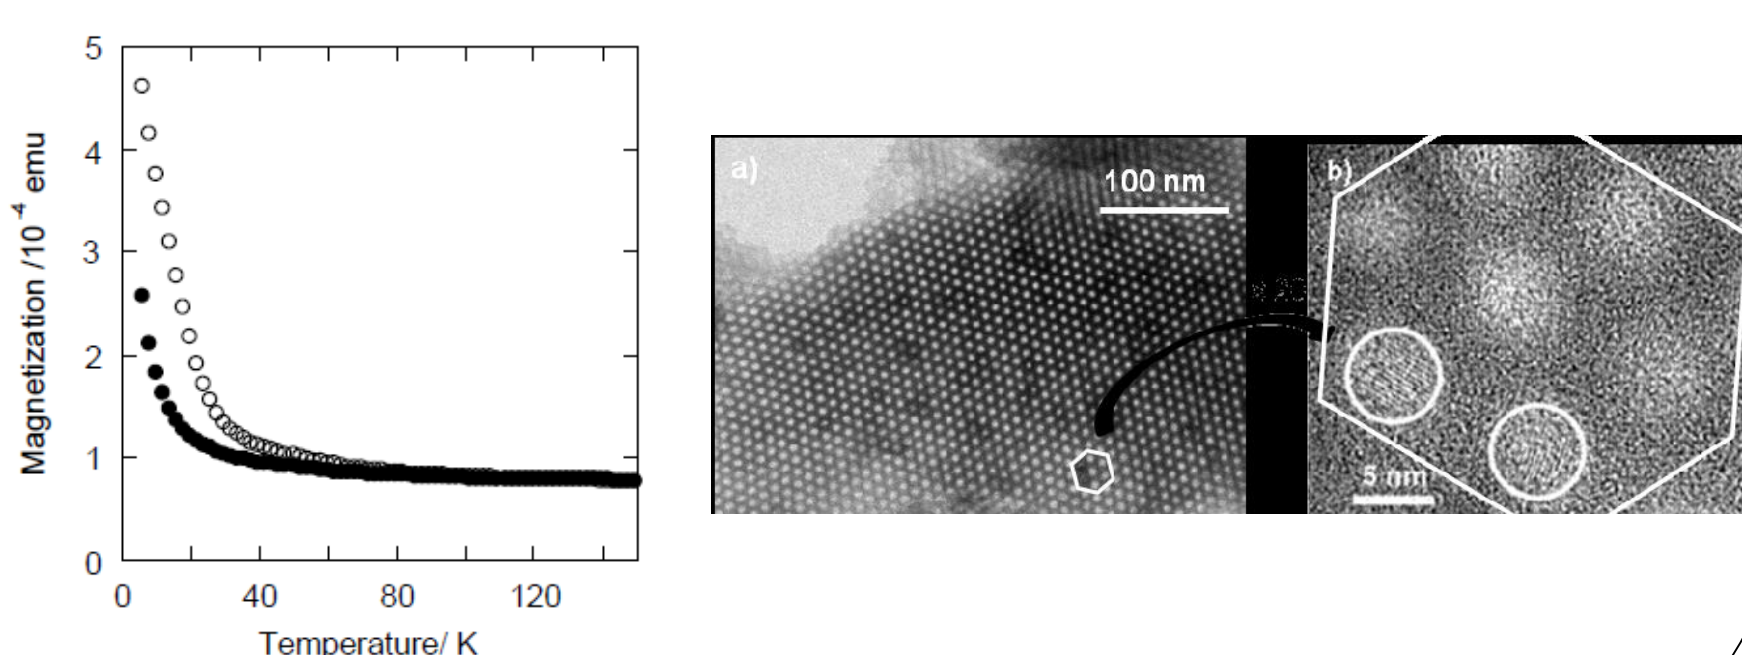 5
4
3
2
1
0
Magnetization /10⁻⁴ emu
0 40 80 120
Temperature/ K
a)
100 nm
b)
5 nm